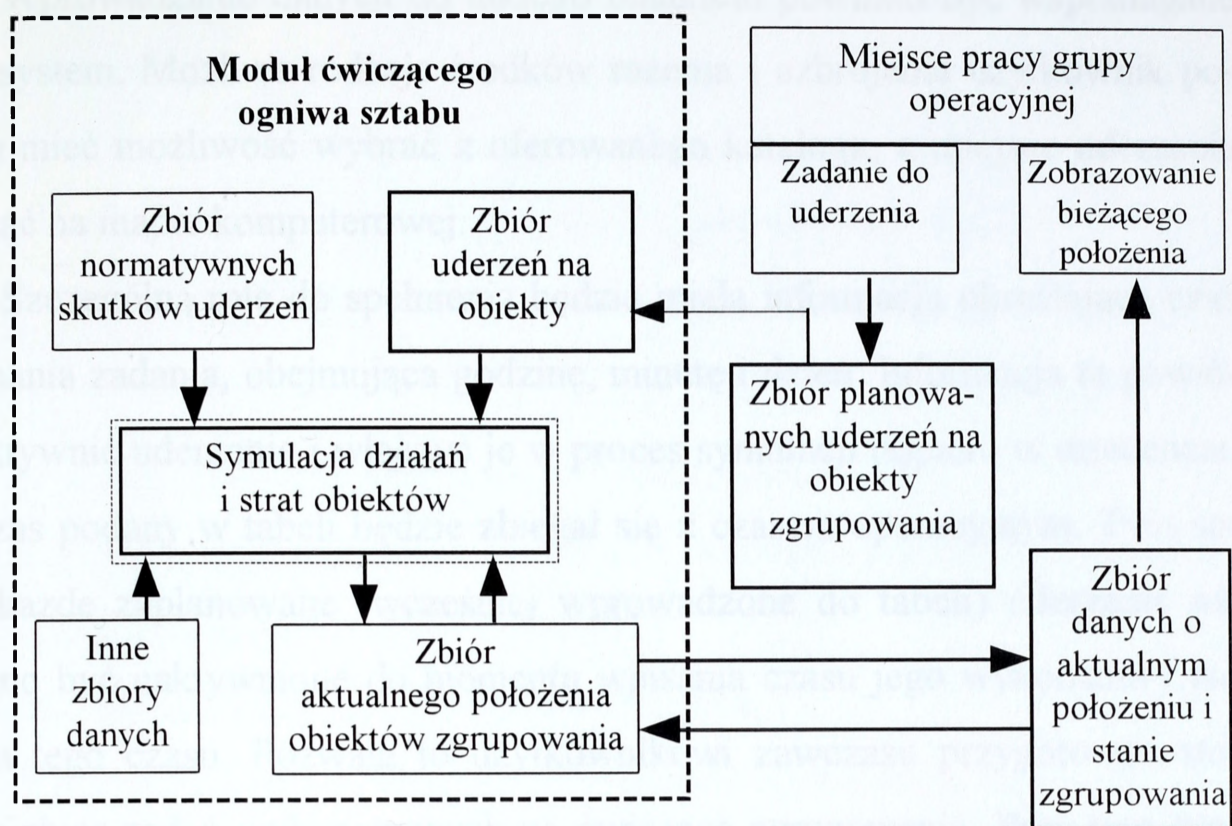 Moduł ćwiczącego
ogniwa sztabu
Zbiór
normatywnych
skutków uderzeń
Zbiór
uderzeń na
obiekty
Symulacja działań
i strat obiektów
Inne
zbiory
danych
Zbiór
aktualnego położenia
obiektów zgrupowania
Miejsce pracy grupy
operacyjnej
Zadanie do
uderzenia
Zobrazowanie
bieżącego
położenia
Zbiór planowa-
nych uderzeń na
obiekty
zgrupowania
Zbiór
danych o
aktualnym
położeniu i
stanie
zgrupowania